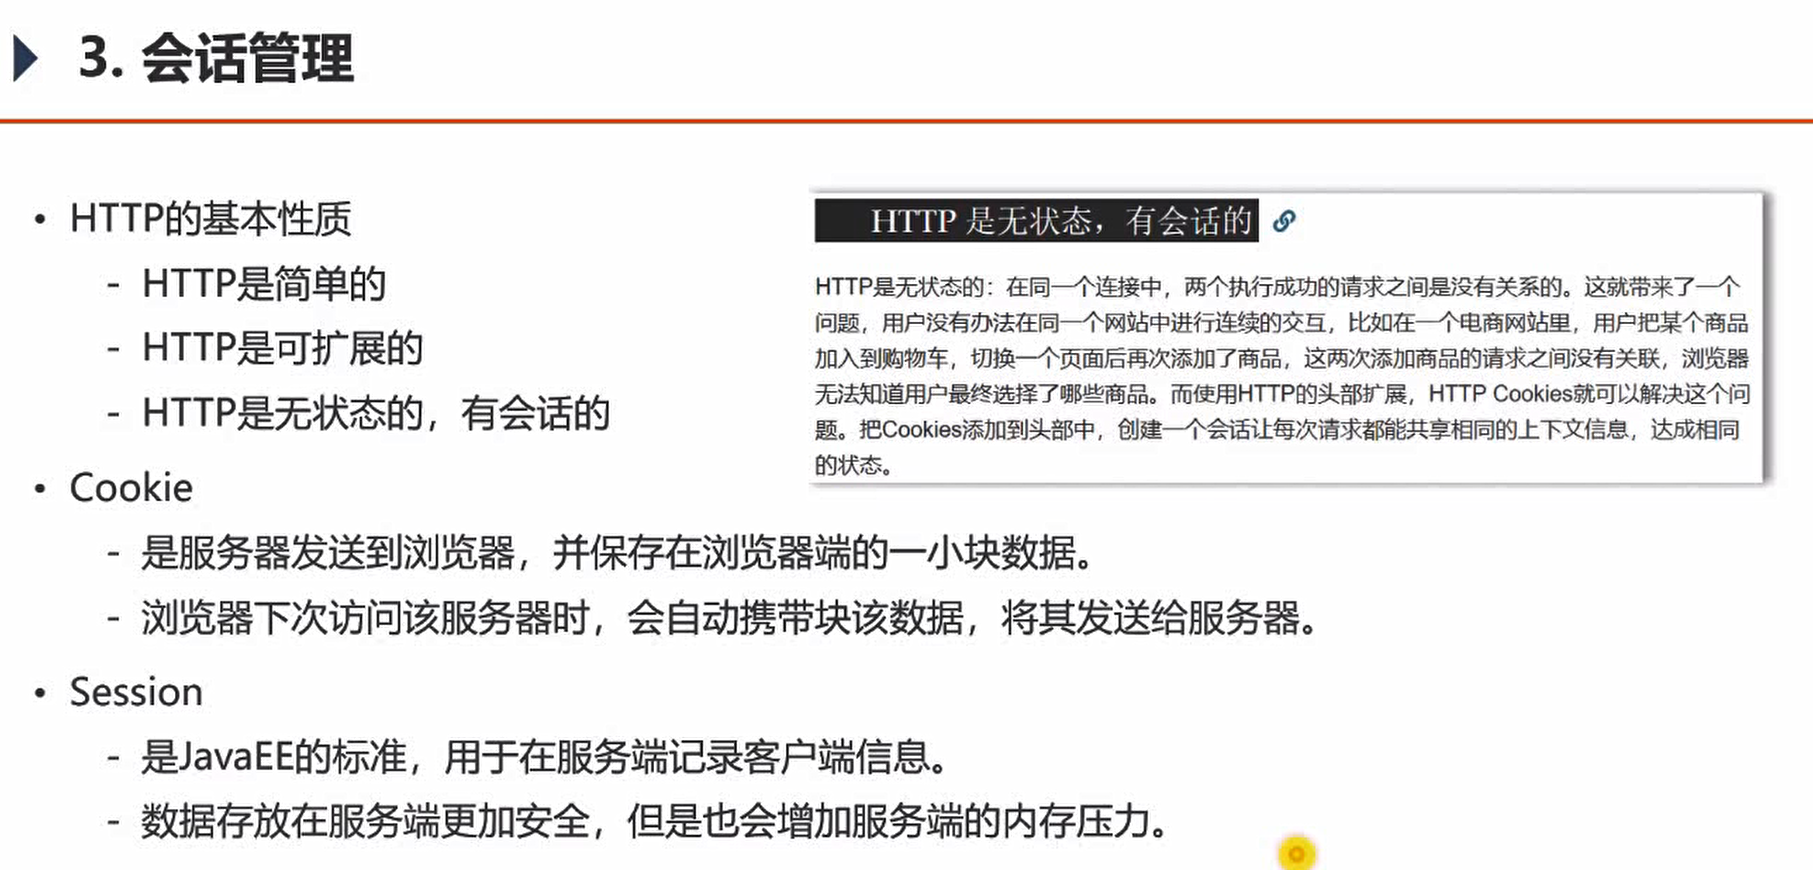 3. 会话管理
• HTTP的基本性质
- HTTP是简单的
- HTTP是可扩展的
- HTTP是无状态的，有会话的
HTTP 是无状态，有会话的
HTTP是无状态的：在同一个连接中，两个执行成功的请求之间是没有关系的。这就带来了一个
问题，用户没有办法在同一个网站中进行连续的交互，比如在一个电商网站里，用户把某个商品
加入到购物车，切换一个页面后再次添加了商品，这两次添加商品的请求之间没有关联，浏览器
无法知道用户最终选择了哪些商品。而使用HTTP的头部扩展，HTTP Cookies就可以解决这个问
题。把Cookies添加到头部中，创建一个会话让每次请求都能共享相同的上下文信息，达成相同
的状态。
• Cookie
- 是服务器发送到浏览器，并保存在浏览器端的一小块数据。
- 浏览器下次访问该服务器时，会自动携带块该数据，将其发送给服务器。
• Session
- 是JavaEE的标准，用于在服务端记录客户端信息。
- 数据存放在服务端更加安全，但是也会增加服务端的内存压力。